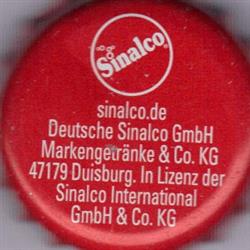 Sinalco
sinalco.de
Deutsche Sinalco GmbH
Markengetränke & Co. KG
47179 Duisburg. In Lizenz der
Sinalco International
GmbH & Co. KG